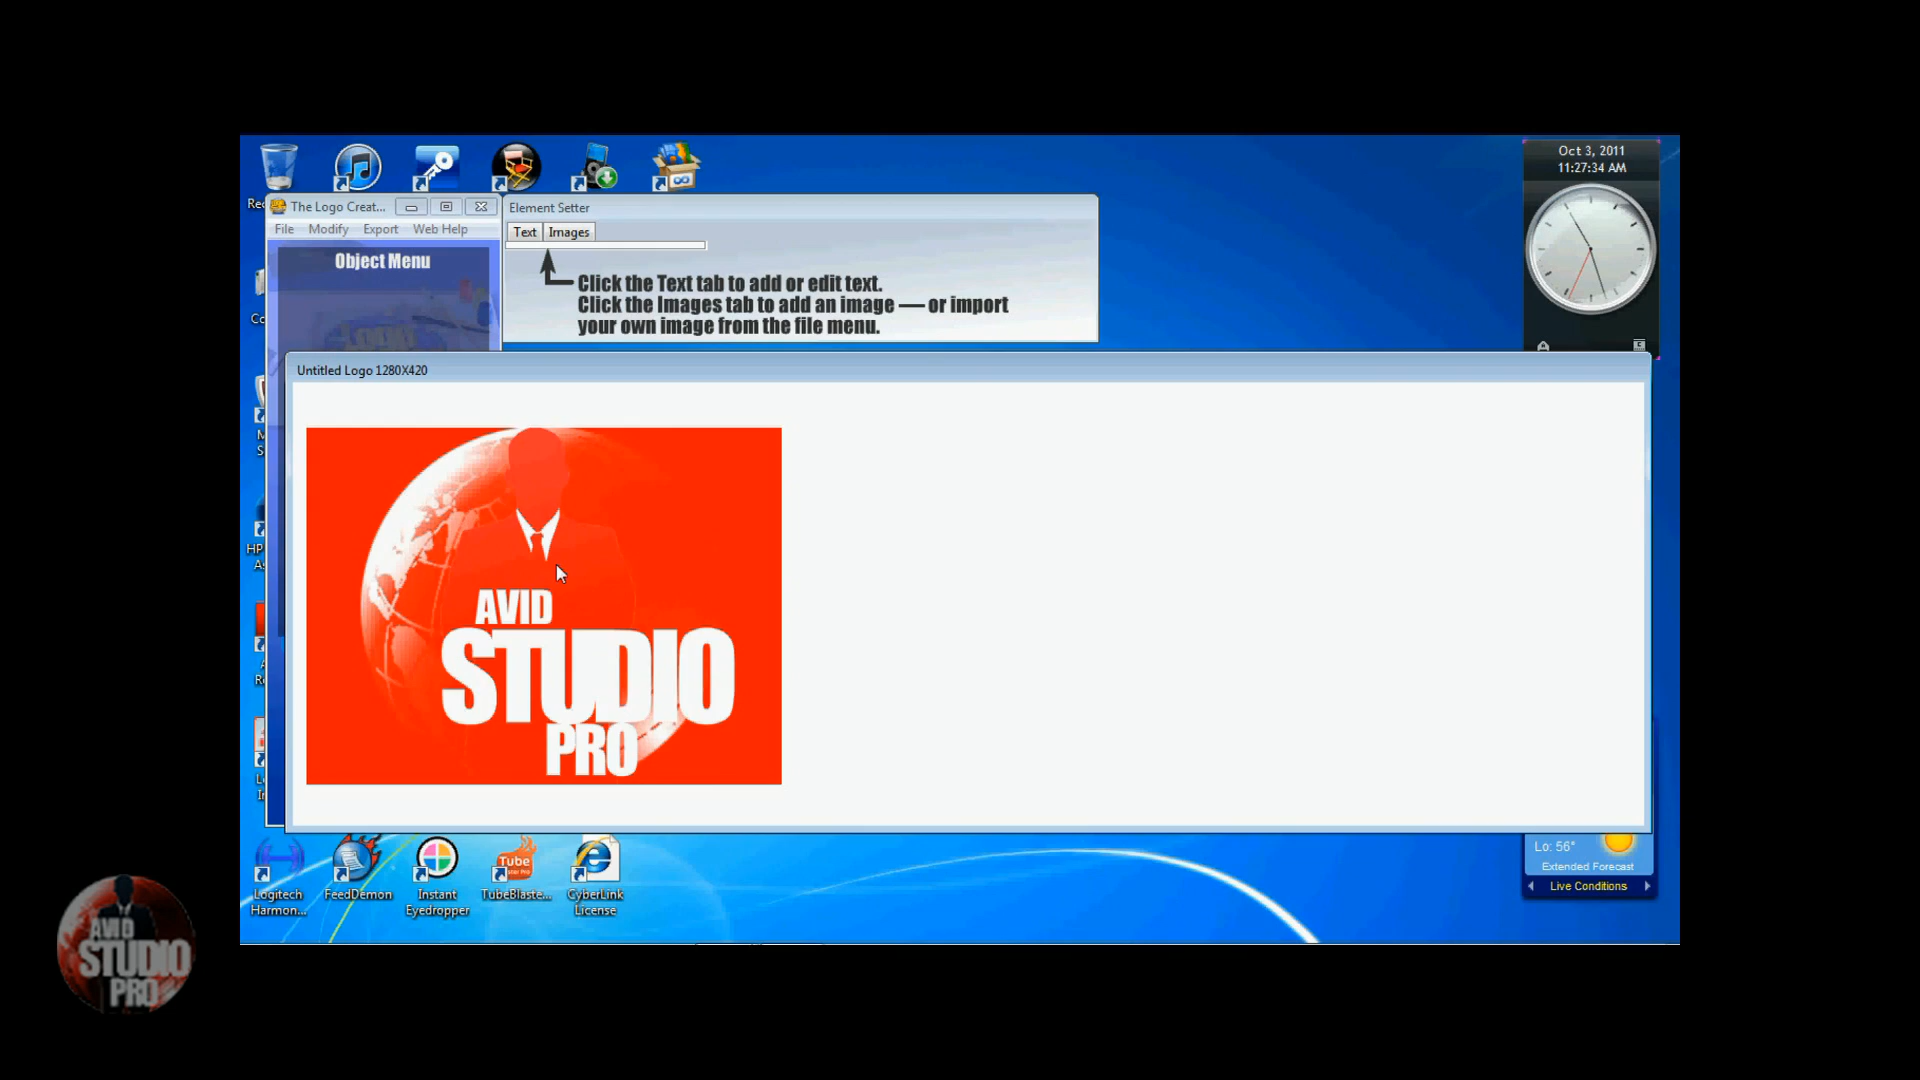 Oct 3, 2011
11:27:34 AM
The Logo Creat...
File Modify Export Web Help
Object Menu
Element Setter
Text Images
Click the Text tab to add or edit text.
Click the Images tab to add an image — or import
your own image from the file menu.
Untitled Logo 1280X420
AVID
STUDIO
PRO
HP
Lo: 56°
Extended Forecast
Live Conditions
Logitech
Harmon...
FeedDemon
Instant
Eyedropper
Tube
TubeBlaste...
CyberLink
License
AVID
STUDIO
PRO